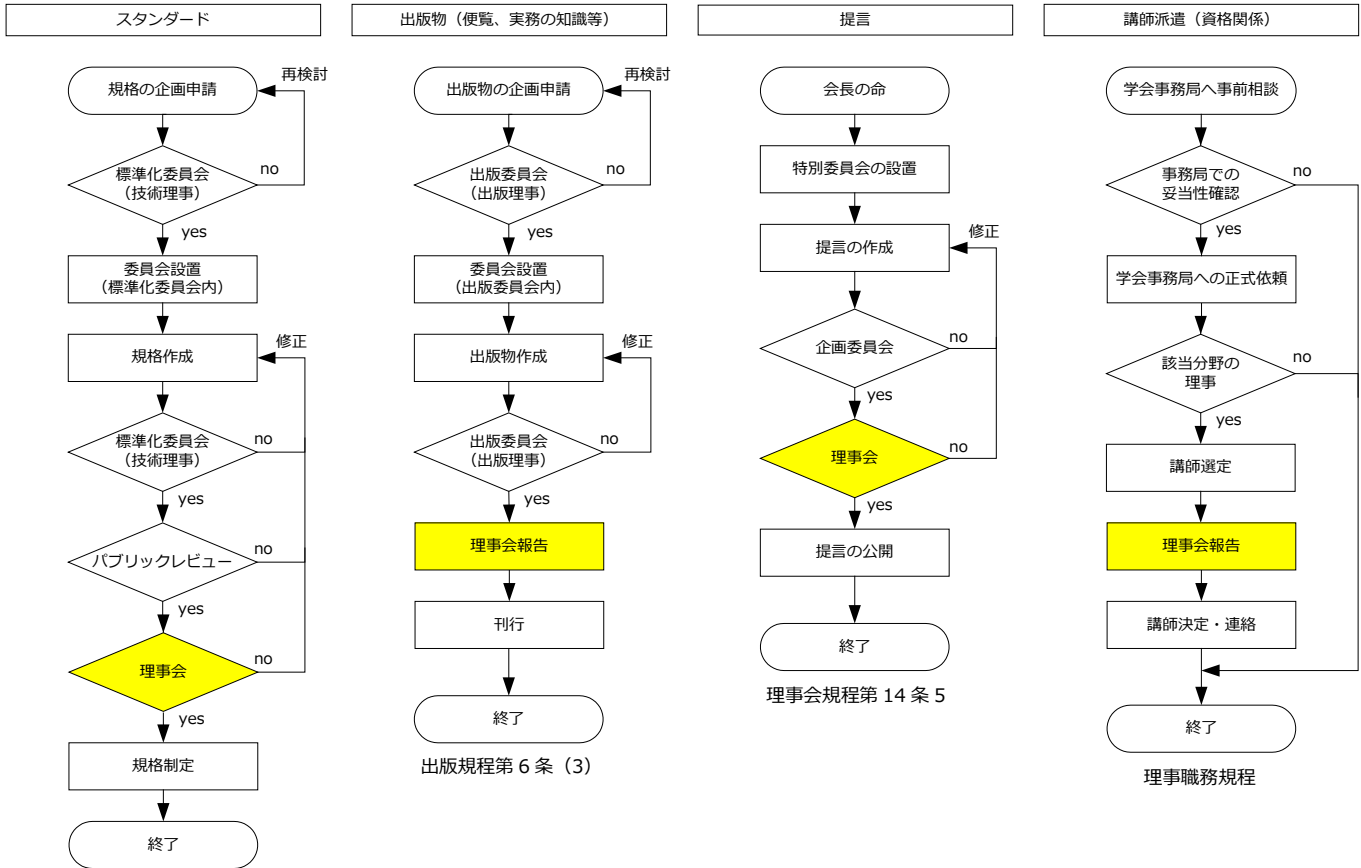 スタンダード
規格の企画申請
再検討
標準化委員会
（技術理事）
no
yes
委員会設置
（標準化委員会内）
規格作成
修正
標準化委員会
（技術理事）
no
yes
パブリックレビュー
no
yes
理事会
no
yes
規格制定
終了
出版物（便覧、実務の知識等）
出版物の企画申請
再検討
出版委員会
（出版理事）
no
yes
委員会設置
（出版委員会内）
出版物作成
修正
出版委員会
（出版理事）
no
yes
理事会報告
刊行
終了
出版規程第 6 条（3）
提言
会長の命
特別委員会の設置
提言の作成
修正
企画委員会
no
yes
理事会
no
yes
提言の公開
終了
理事会規程第 14 条 5
講師派遣（資格関係）
学会事務局へ事前相談
事務局での
妥当性確認
no
yes
学会事務局への正式依頼
該当分野の
理事
no
yes
講師選定
理事会報告
講師決定・連絡
終了
理事職務規程